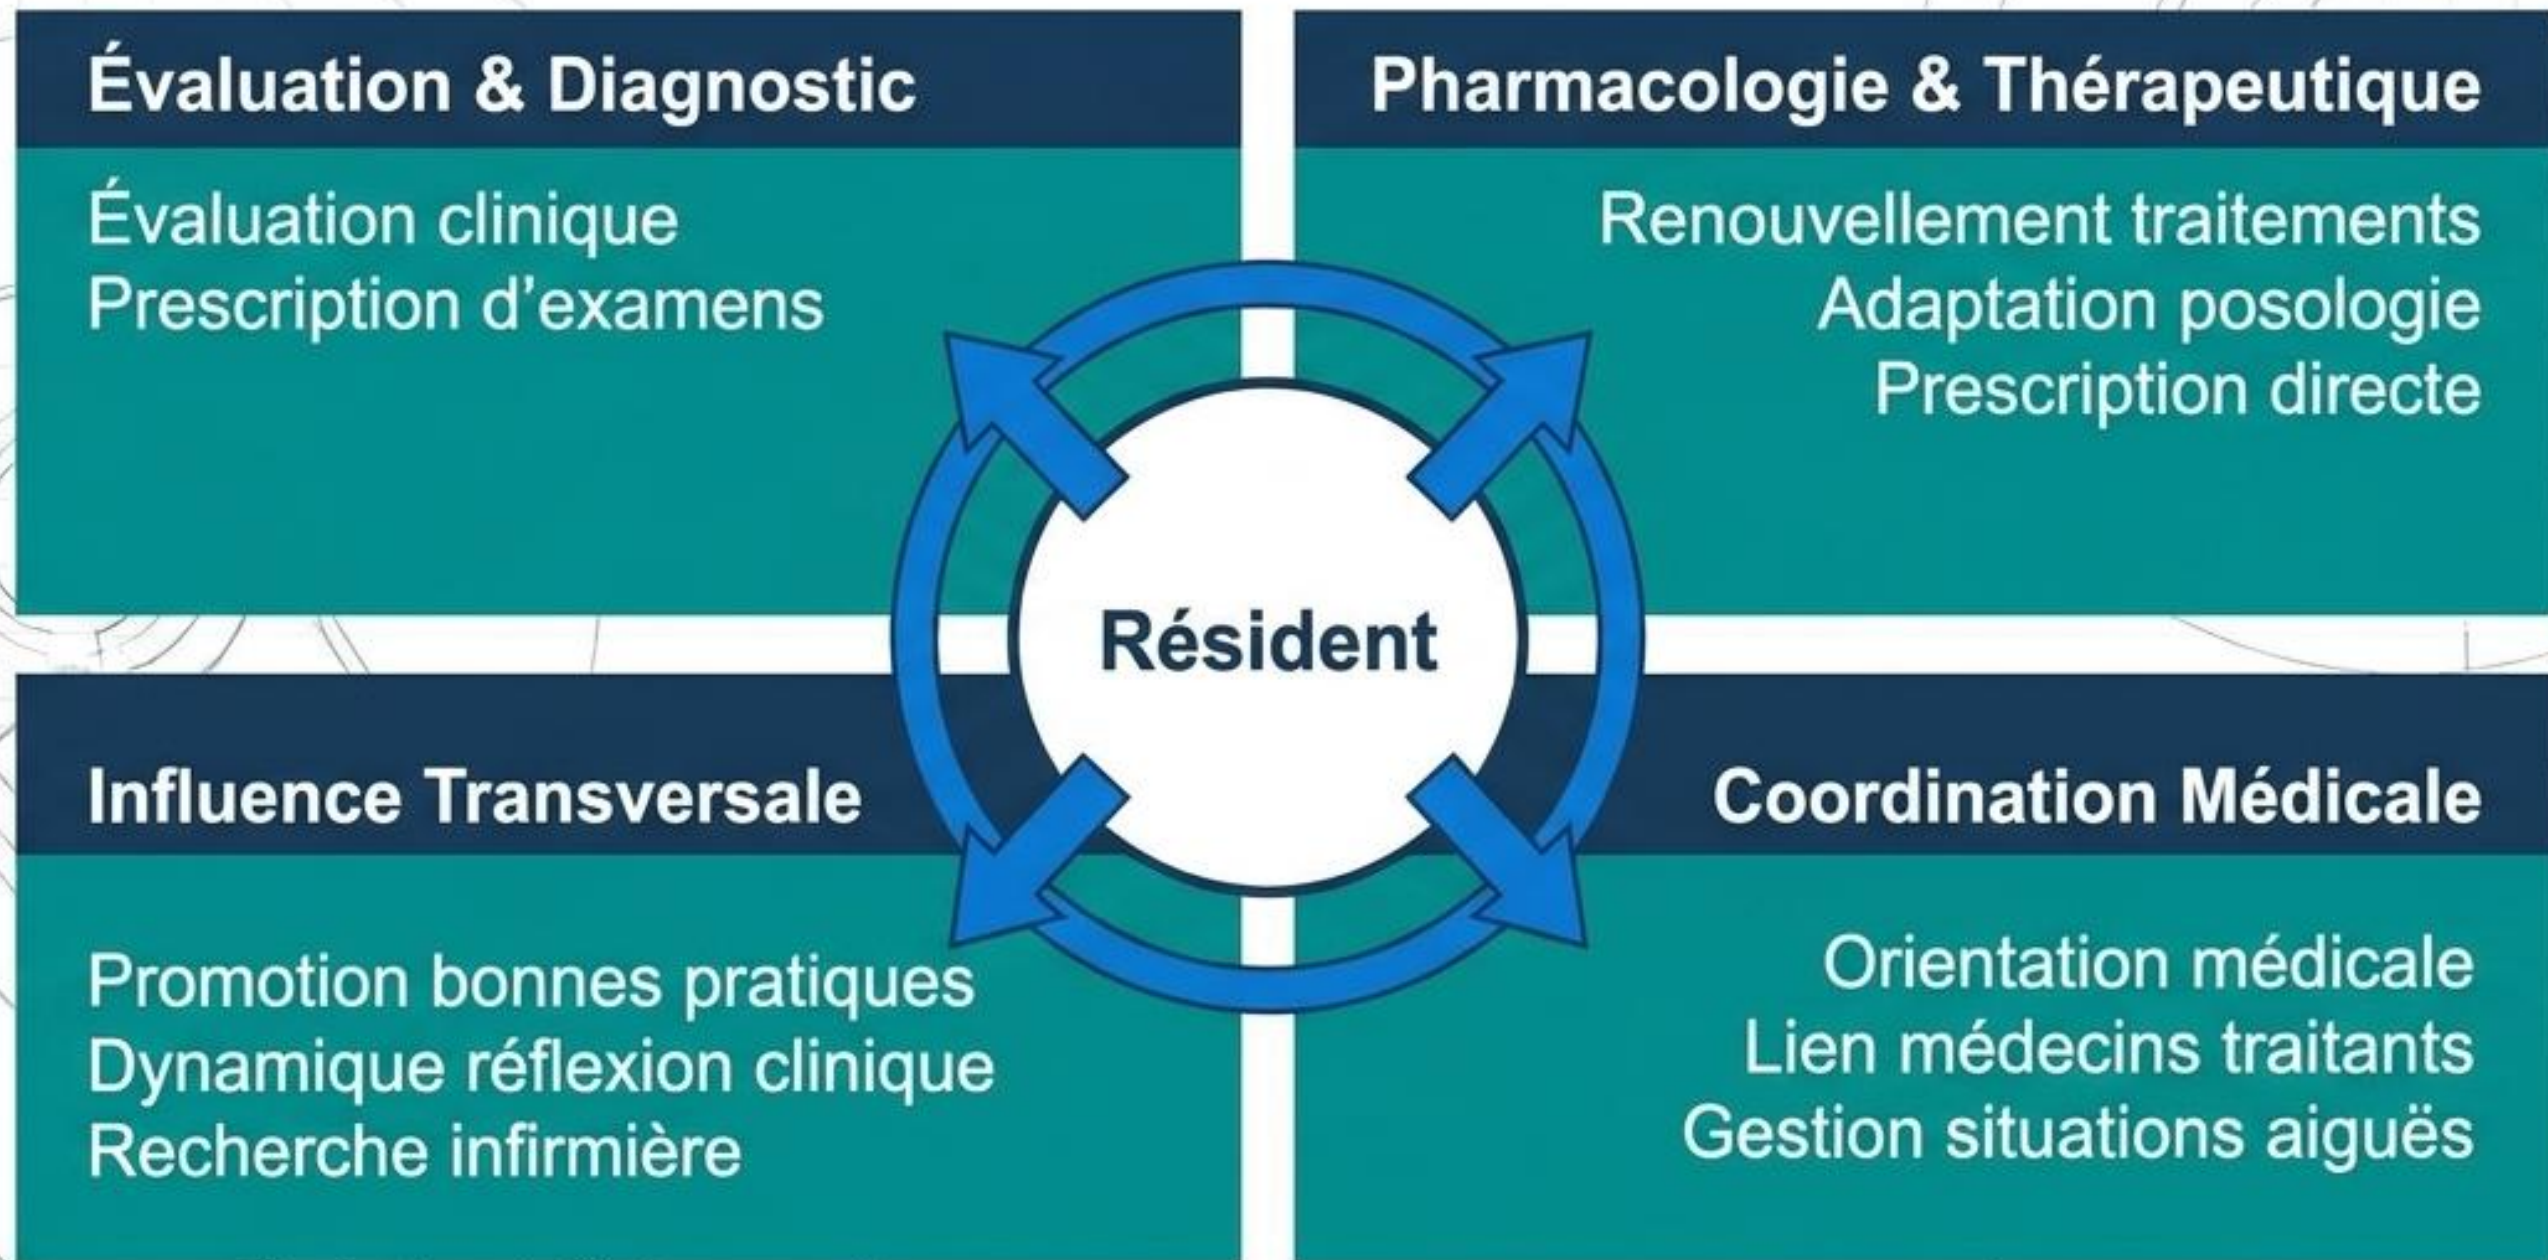 Évaluation & Diagnostic
Évaluation clinique
Prescription d’examens
Pharmacologie & Thérapeutique
Renouvellement traitements
Adaptation posologie
Prescription directe
Résident
Influence Transversale
Promotion bonnes pratiques
Dynamique réflexion clinique
Recherche infirmière
Coordination Médicale
Orientation médicale
Lien médecins traitants
Gestion situations aiguës